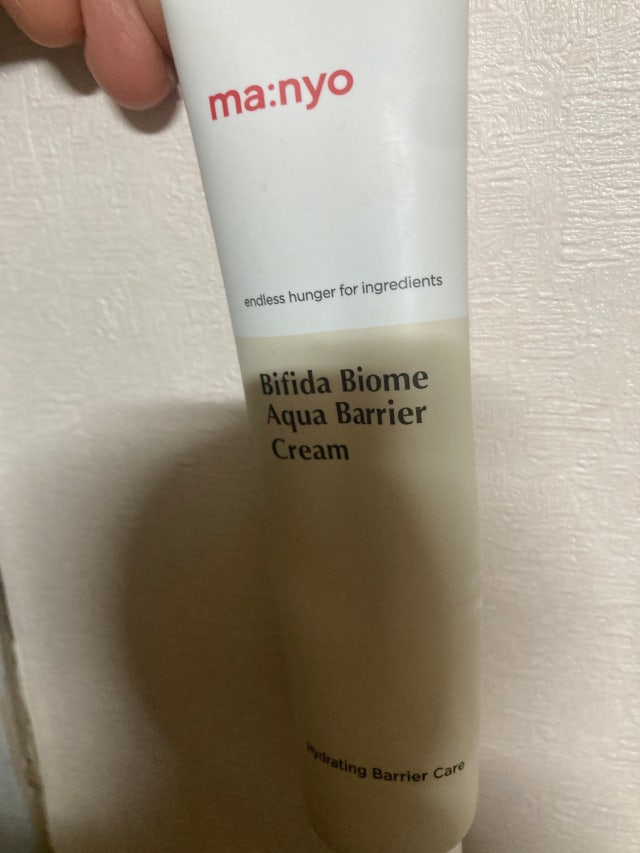 ma:nyo
endless hunger for ingredients
Bifida Biome
Aqua Barrier
Cream
Hydrating Barrier Care